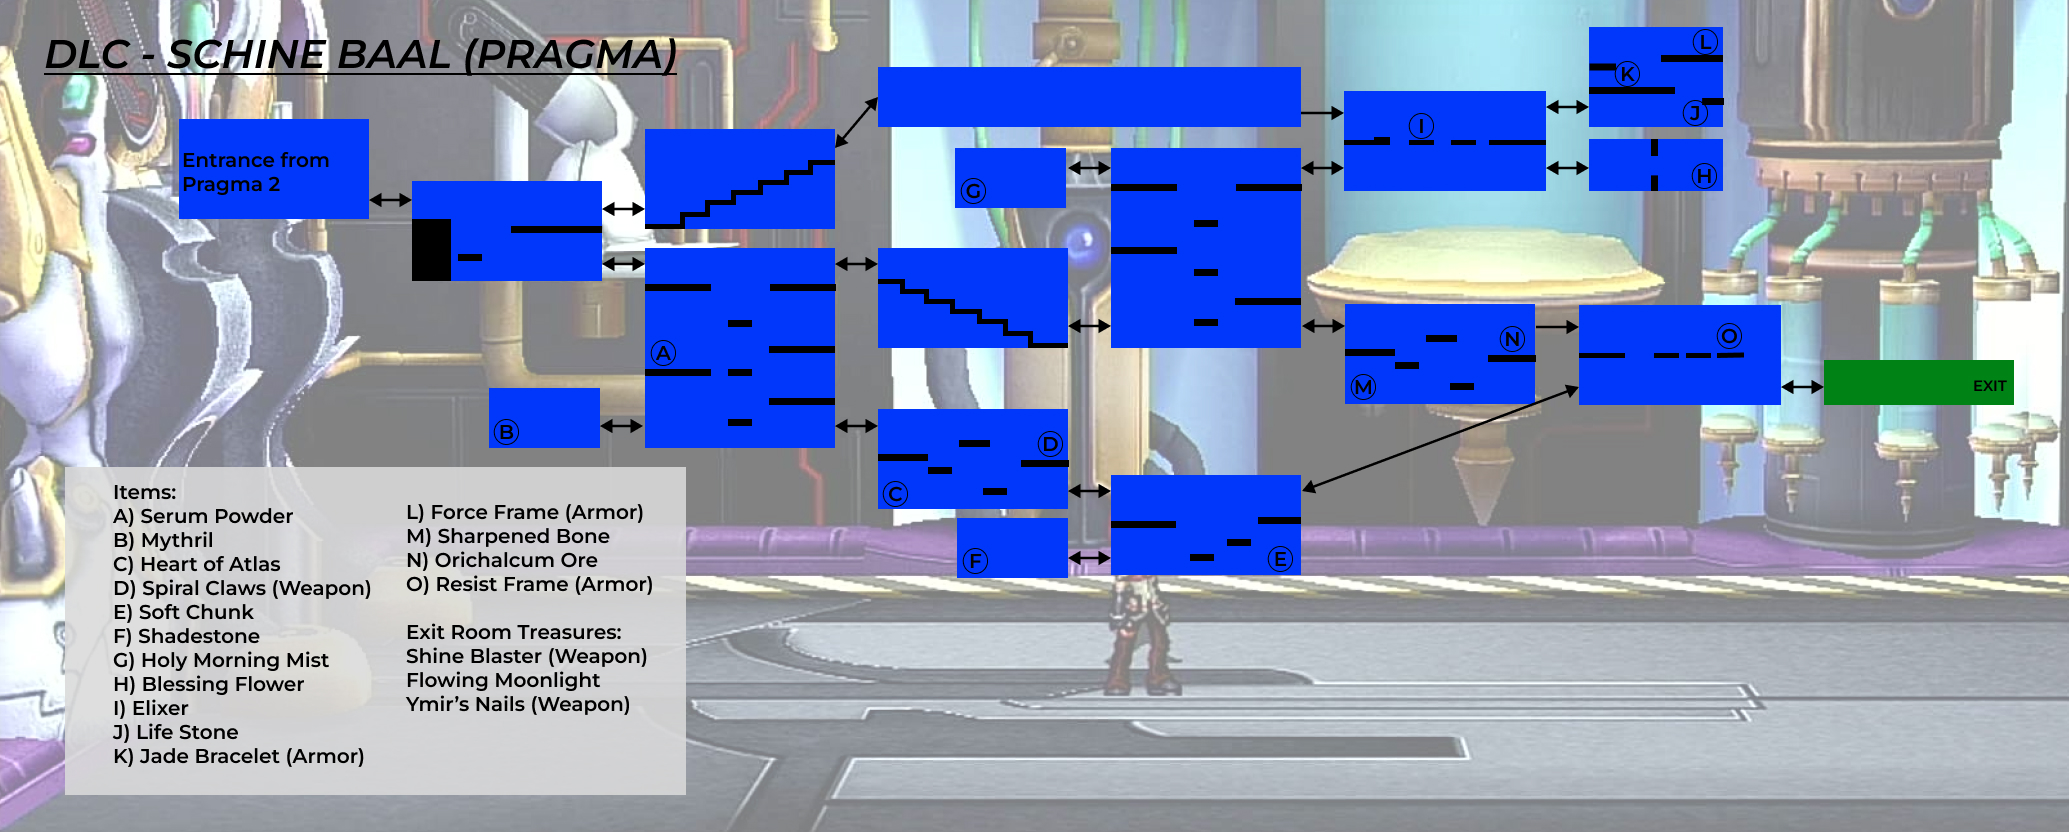 DLC - SCHINE BAAL (PRAGMA)
Entrance from
Pragma 2
L
K
J
I
H
G
A
B
C
D
E
F
M
N
O
EXIT
Items:
A) Serum Powder
B) Mythril
C) Heart of Atlas
D) Spiral Claws (Weapon)
E) Soft Chunk
F) Shadestone
G) Holy Morning Mist
H) Blessing Flower
I) Elixer
J) Life Stone
K) Jade Bracelet (Armor)
L) Force Frame (Armor)
M) Sharpened Bone
N) Orichalcum Ore
O) Resist Frame (Armor)
Exit Room Treasures:
Shine Blaster (Weapon)
Flowing Moonlight
Ymir's Nails (Weapon)